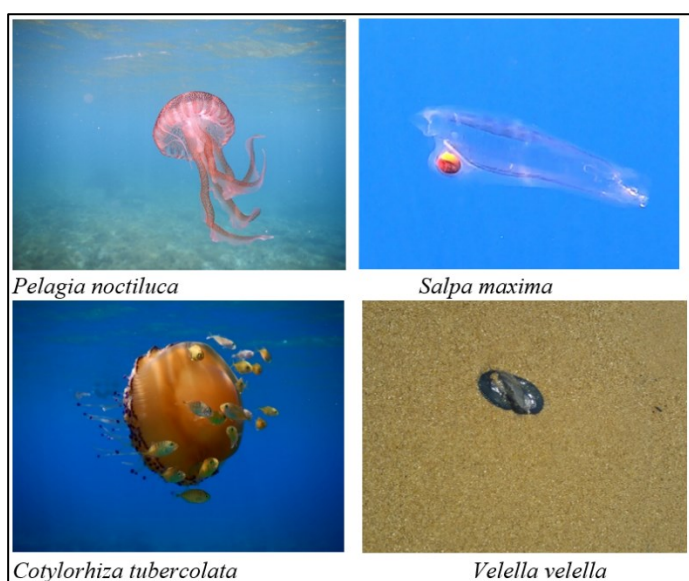 Pelagia noctiluca
Salpa maxima
Cotylorhiza tubercolata
Velella velella